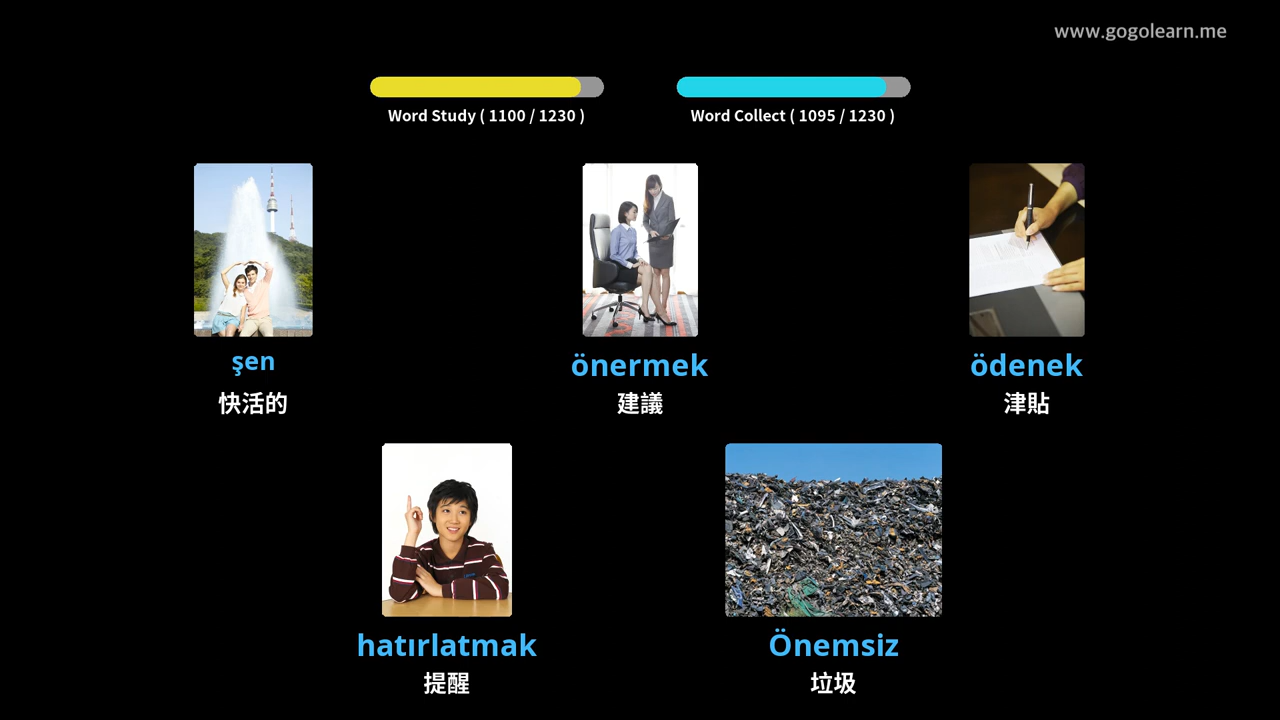 www.gogolearn.me
Word Study ( 1100 / 1230 )
Word Collect ( 1095 / 1230 )
şen
önermek
ödenek
快活的
建議
津貼
hatırlatmak
Önemsiz
提醒
垃圾